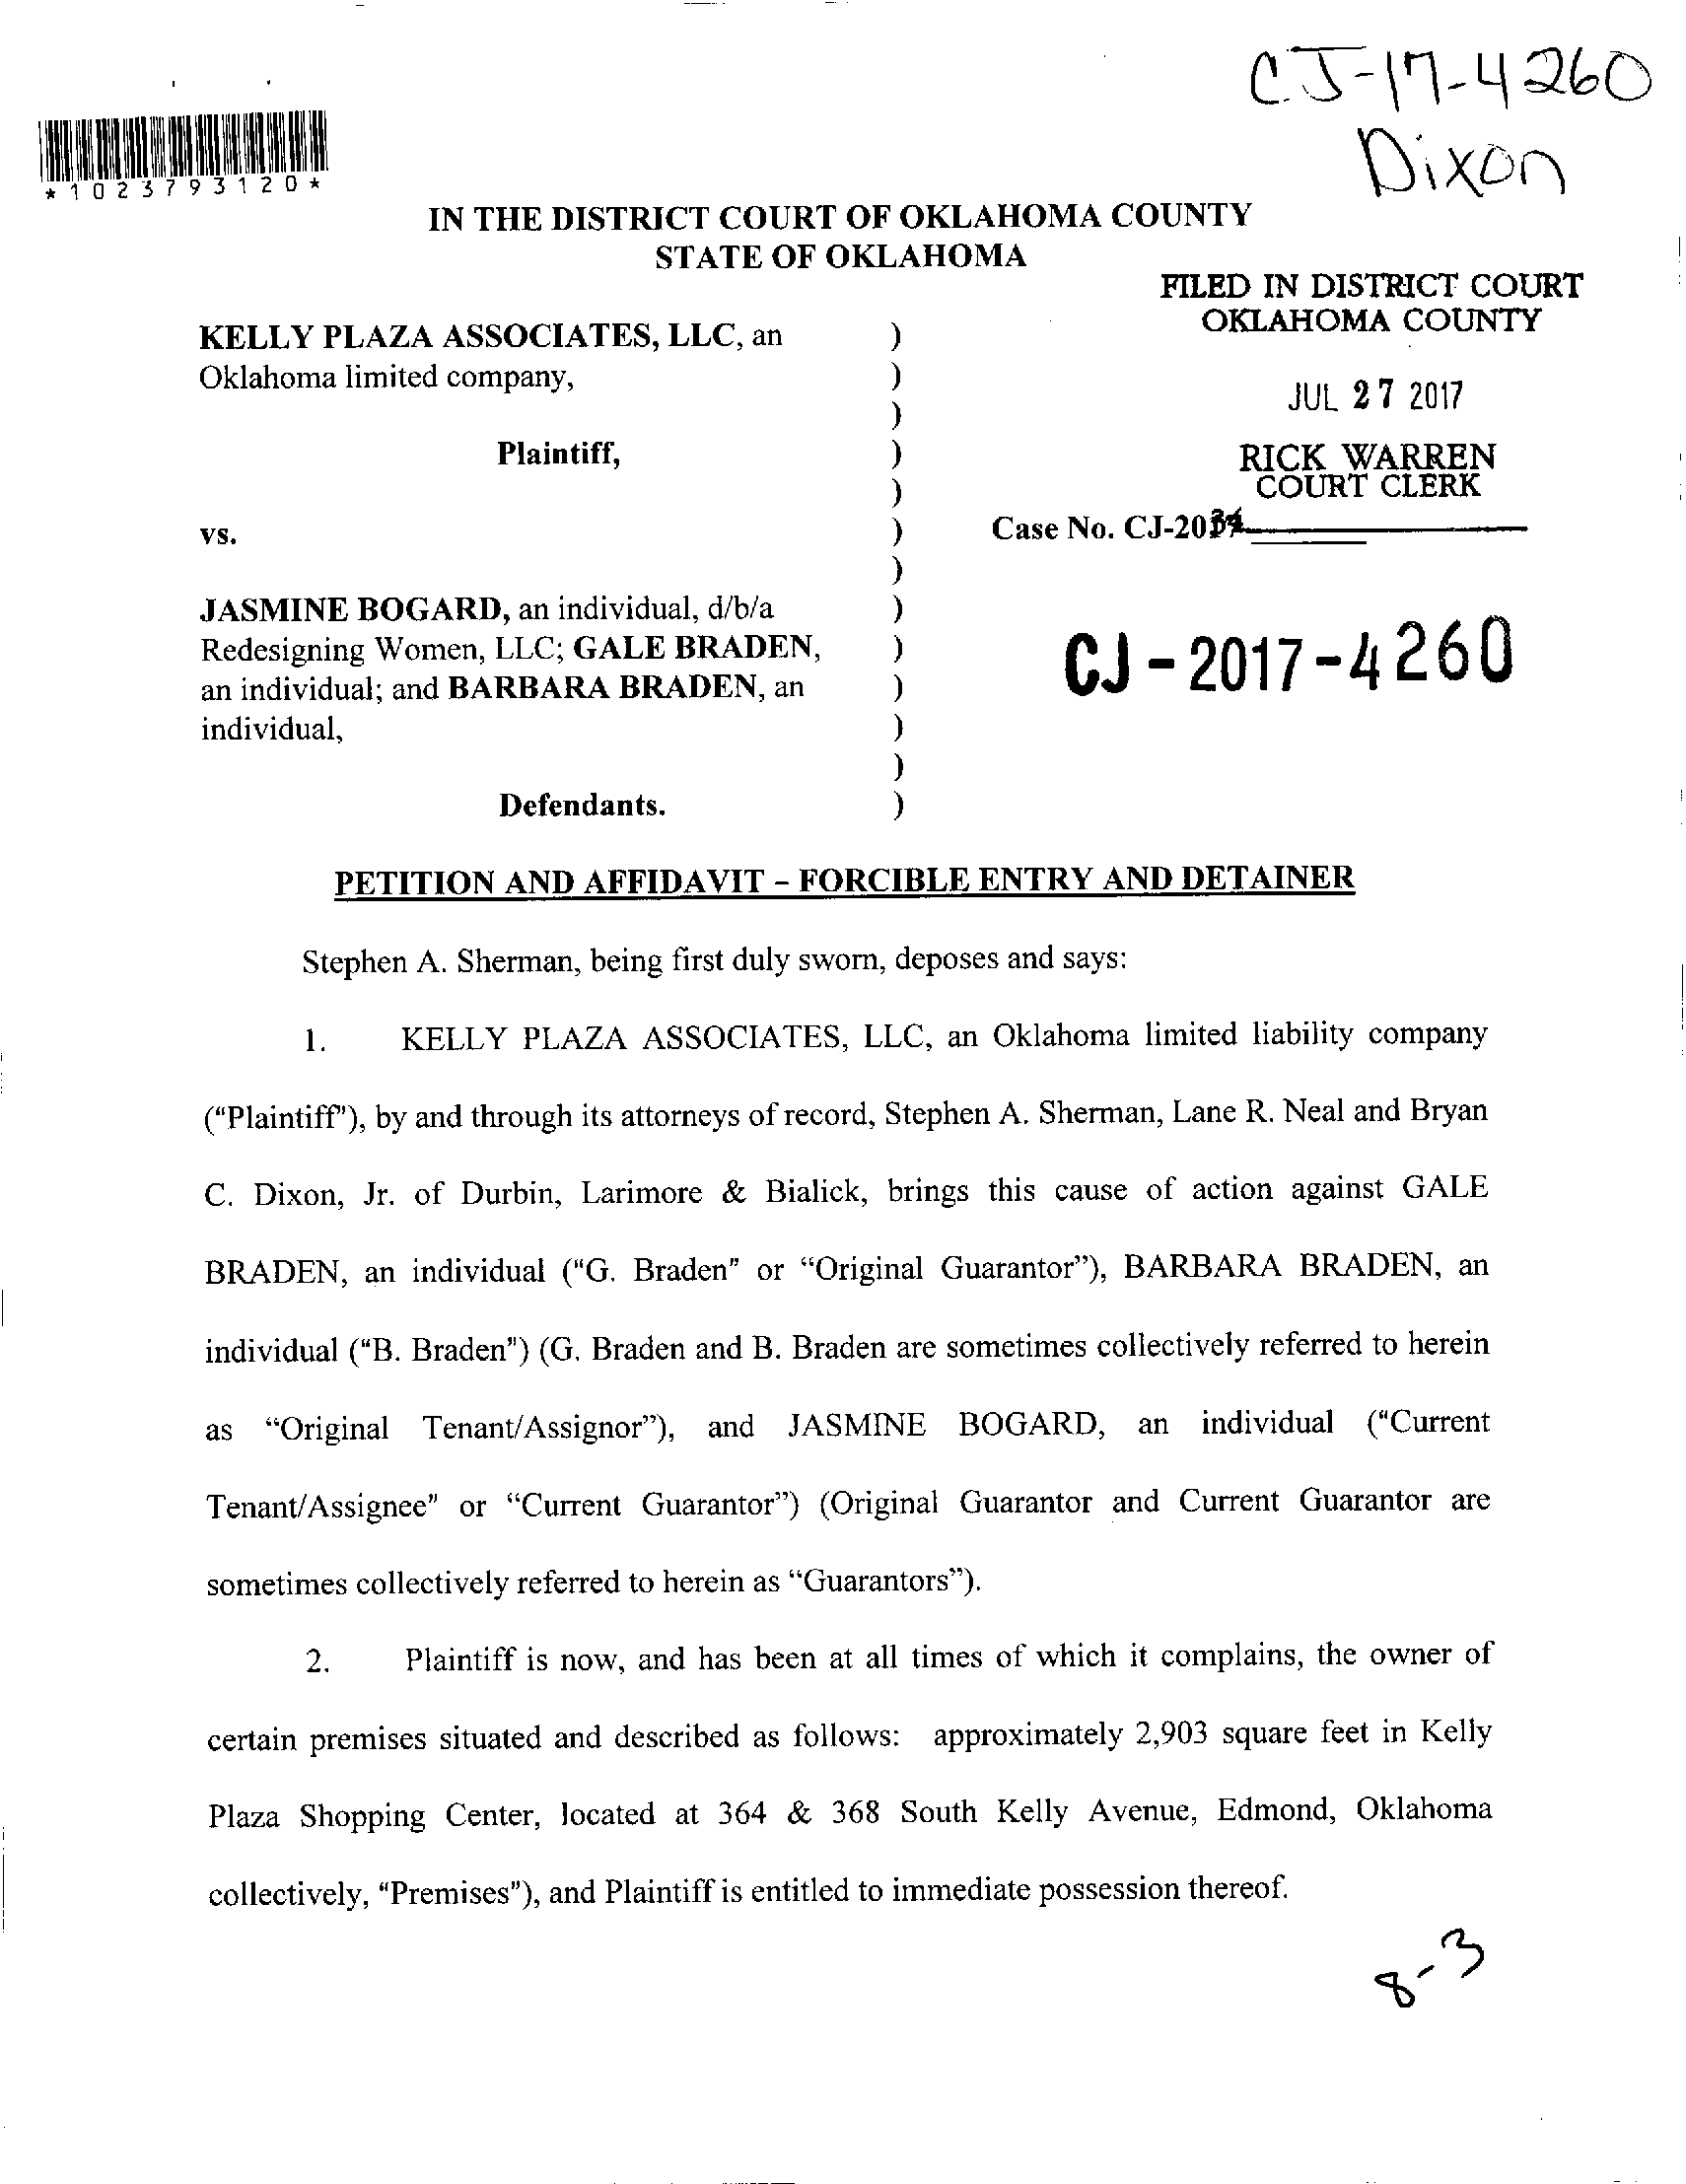 CJ-17-4260
Dixon
*1023793120*
IN THE DISTRICT COURT OF OKLAHOMA COUNTY
STATE OF OKLAHOMA
FILED IN DISTRICT COURT
OKLAHOMA COUNTY
KELLY PLAZA ASSOCIATES, LLC, an )
Oklahoma limited company, )
JUL 27 2017
)
Plaintiff, )
RICK WARREN
COURT CLERK
)
vs. ) Case No. CJ-20
)
JASMINE BOGARD, an individual, d/b/a )
Redesigning Women, LLC; GALE BRADEN, )
CJ-2017-4260
an individual; and BARBARA BRADEN, an )
individual, )
)
Defendants. )
PETITION AND AFFIDAVIT – FORCIBLE ENTRY AND DETAINER
Stephen A. Sherman, being first duly sworn, deposes and says:
1. KELLY PLAZA ASSOCIATES, LLC, an Oklahoma limited liability company
("Plaintiff"), by and through its attorneys of record, Stephen A. Sherman, Lane R. Neal and Bryan
C. Dixon, Jr. of Durbin, Larimore & Bialick, brings this cause of action against GALE
BRADEN, an individual ("G. Braden" or "Original Guarantor"), BARBARA BRADEN, an
individual ("B. Braden") (G. Braden and B. Braden are sometimes collectively referred to herein
as "Original Tenant/Assignor"), and JASMINE BOGARD, an individual ("Current
Tenant/Assignee" or "Current Guarantor") (Original Guarantor and Current Guarantor are
sometimes collectively referred to herein as "Guarantors").
2. Plaintiff is now, and has been at all times of which it complains, the owner of
certain premises situated and described as follows: approximately 2,903 square feet in Kelly
Plaza Shopping Center, located at 364 & 368 South Kelly Avenue, Edmond, Oklahoma
collectively, "Premises"), and Plaintiff is entitled to immediate possession thereof.
8-3